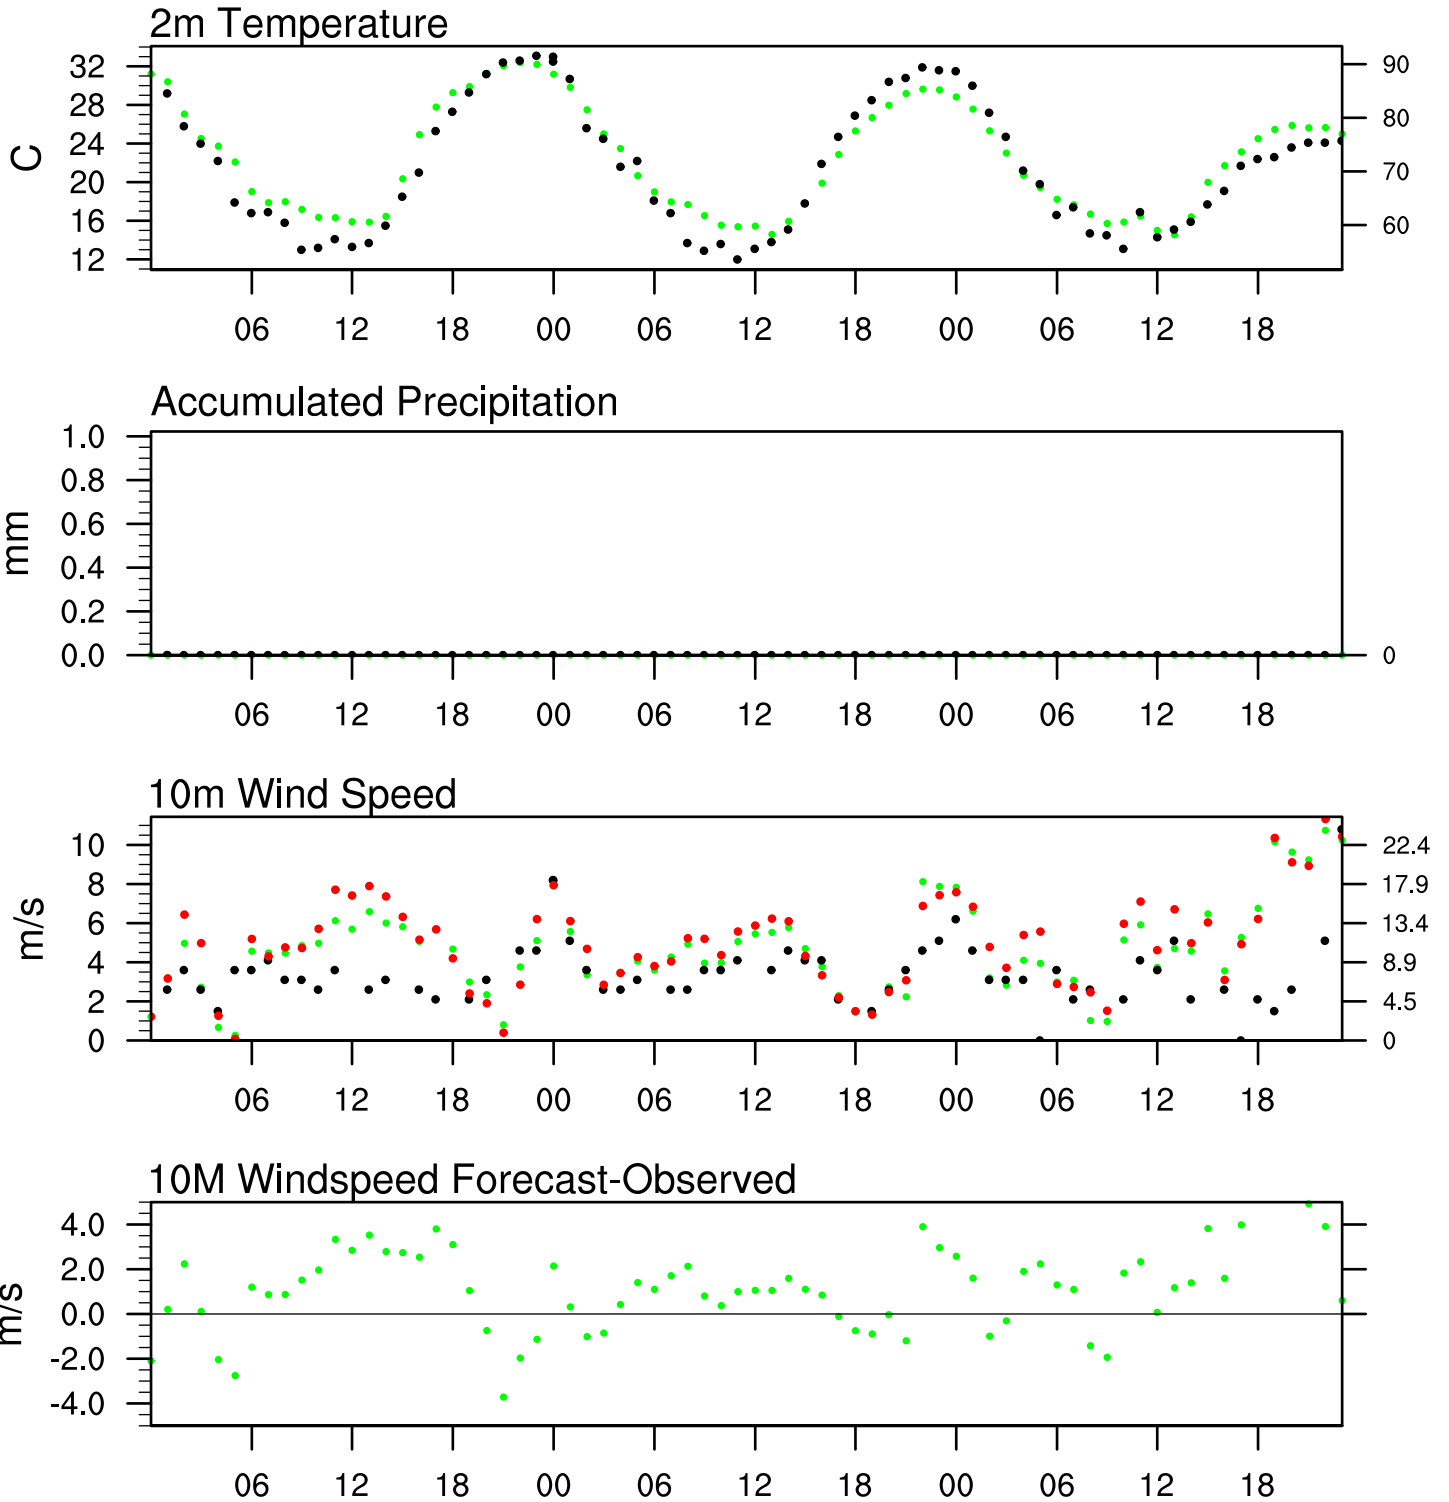 2m Temperature
32
28
24
20
16
12
C
90
80
70
60
06 12 18 00 06 12 18 00 06 12 18
Accumulated Precipitation
1.0
0.8
0.6
0.4
0.2
0.0
mm
0
06 12 18 00 06 12 18 00 06 12 18
10m Wind Speed
10
8
6
4
2
0
m/s
22.4
17.9
13.4
8.9
4.5
0
06 12 18 00 06 12 18 00 06 12 18
10M Windspeed Forecast-Observed
4.0
2.0
0.0
-2.0
-4.0
m/s
06 12 18 00 06 12 18 00 06 12 18